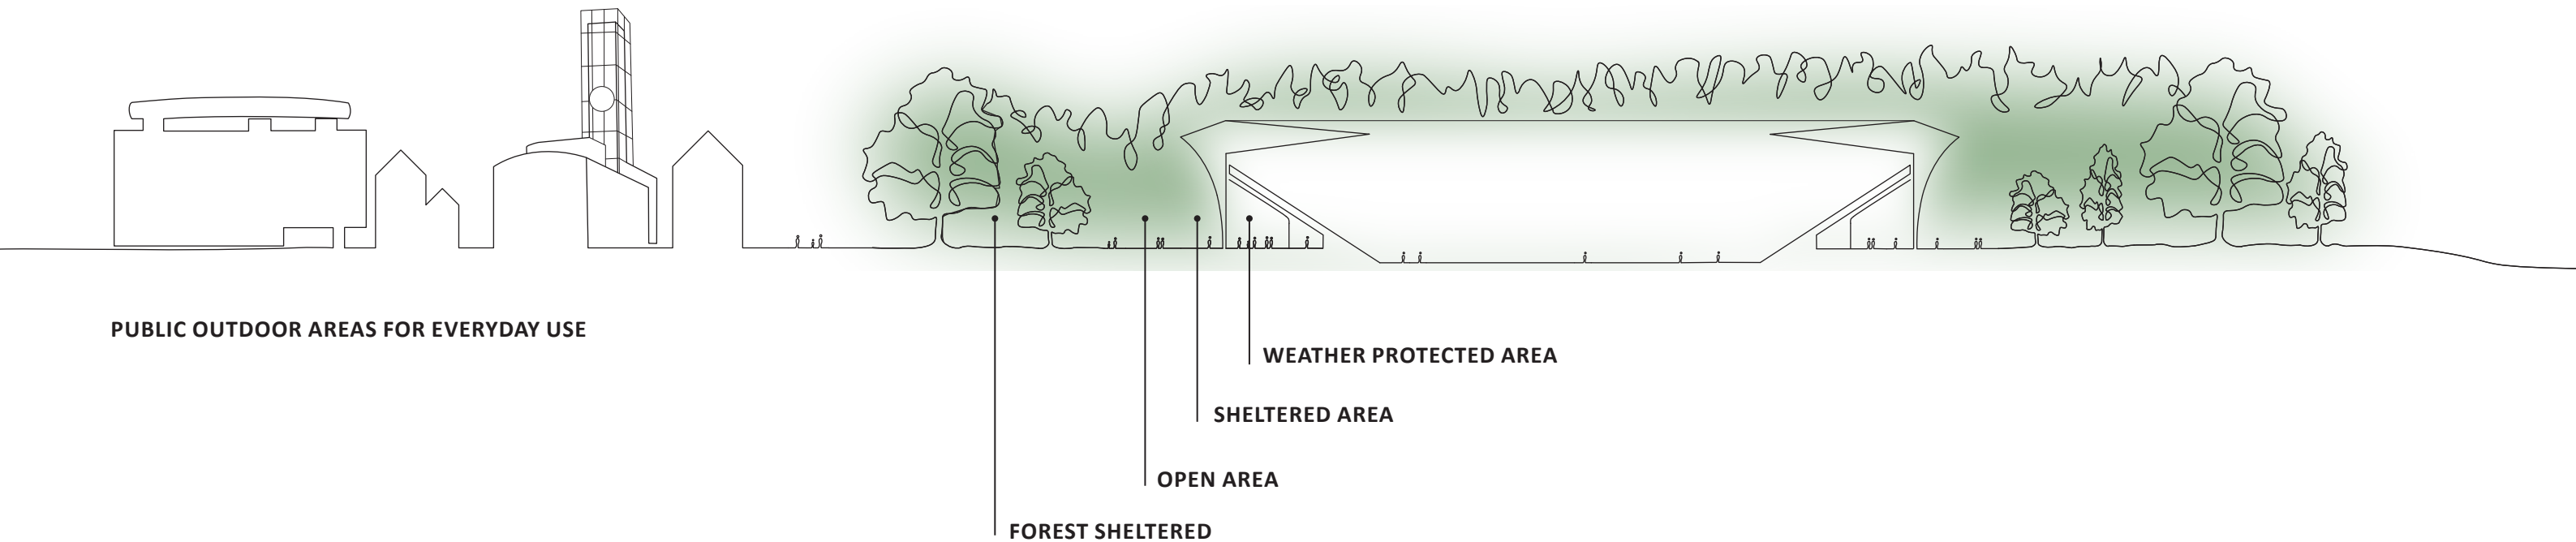 PUBLIC OUTDOOR AREAS FOR EVERYDAY USE
WEATHER PROTECTED AREA
SHELTERED AREA
OPEN AREA
FOREST SHELTERED